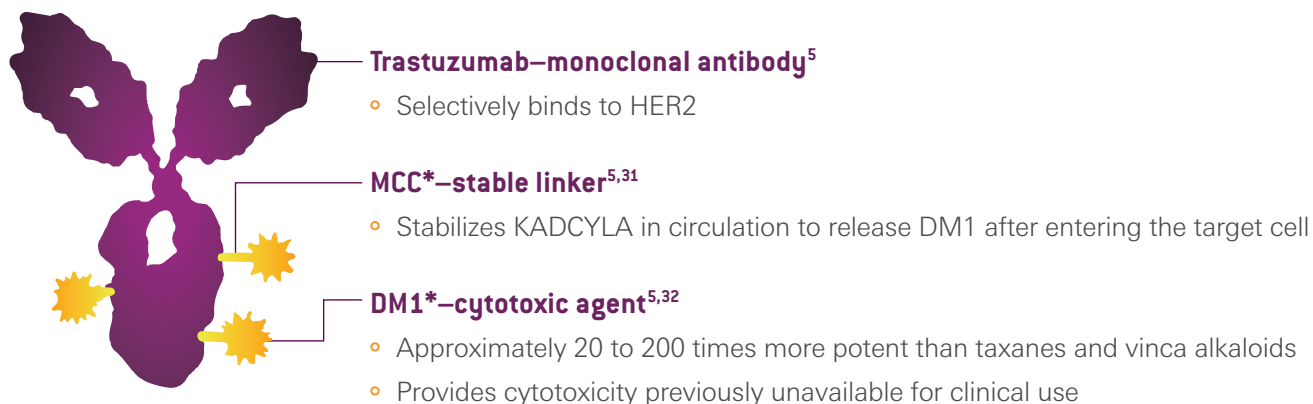 Trastuzumab–monoclonal antibody5
Selectively binds to HER2
MCC*–stable linker5,31
Stabilizes KADCYLA in circulation to release DM1 after entering the target cell
DM1*–cytotoxic agent5,32
Approximately 20 to 200 times more potent than taxanes and vinca alkaloids
Provides cytotoxicity previously unavailable for clinical use